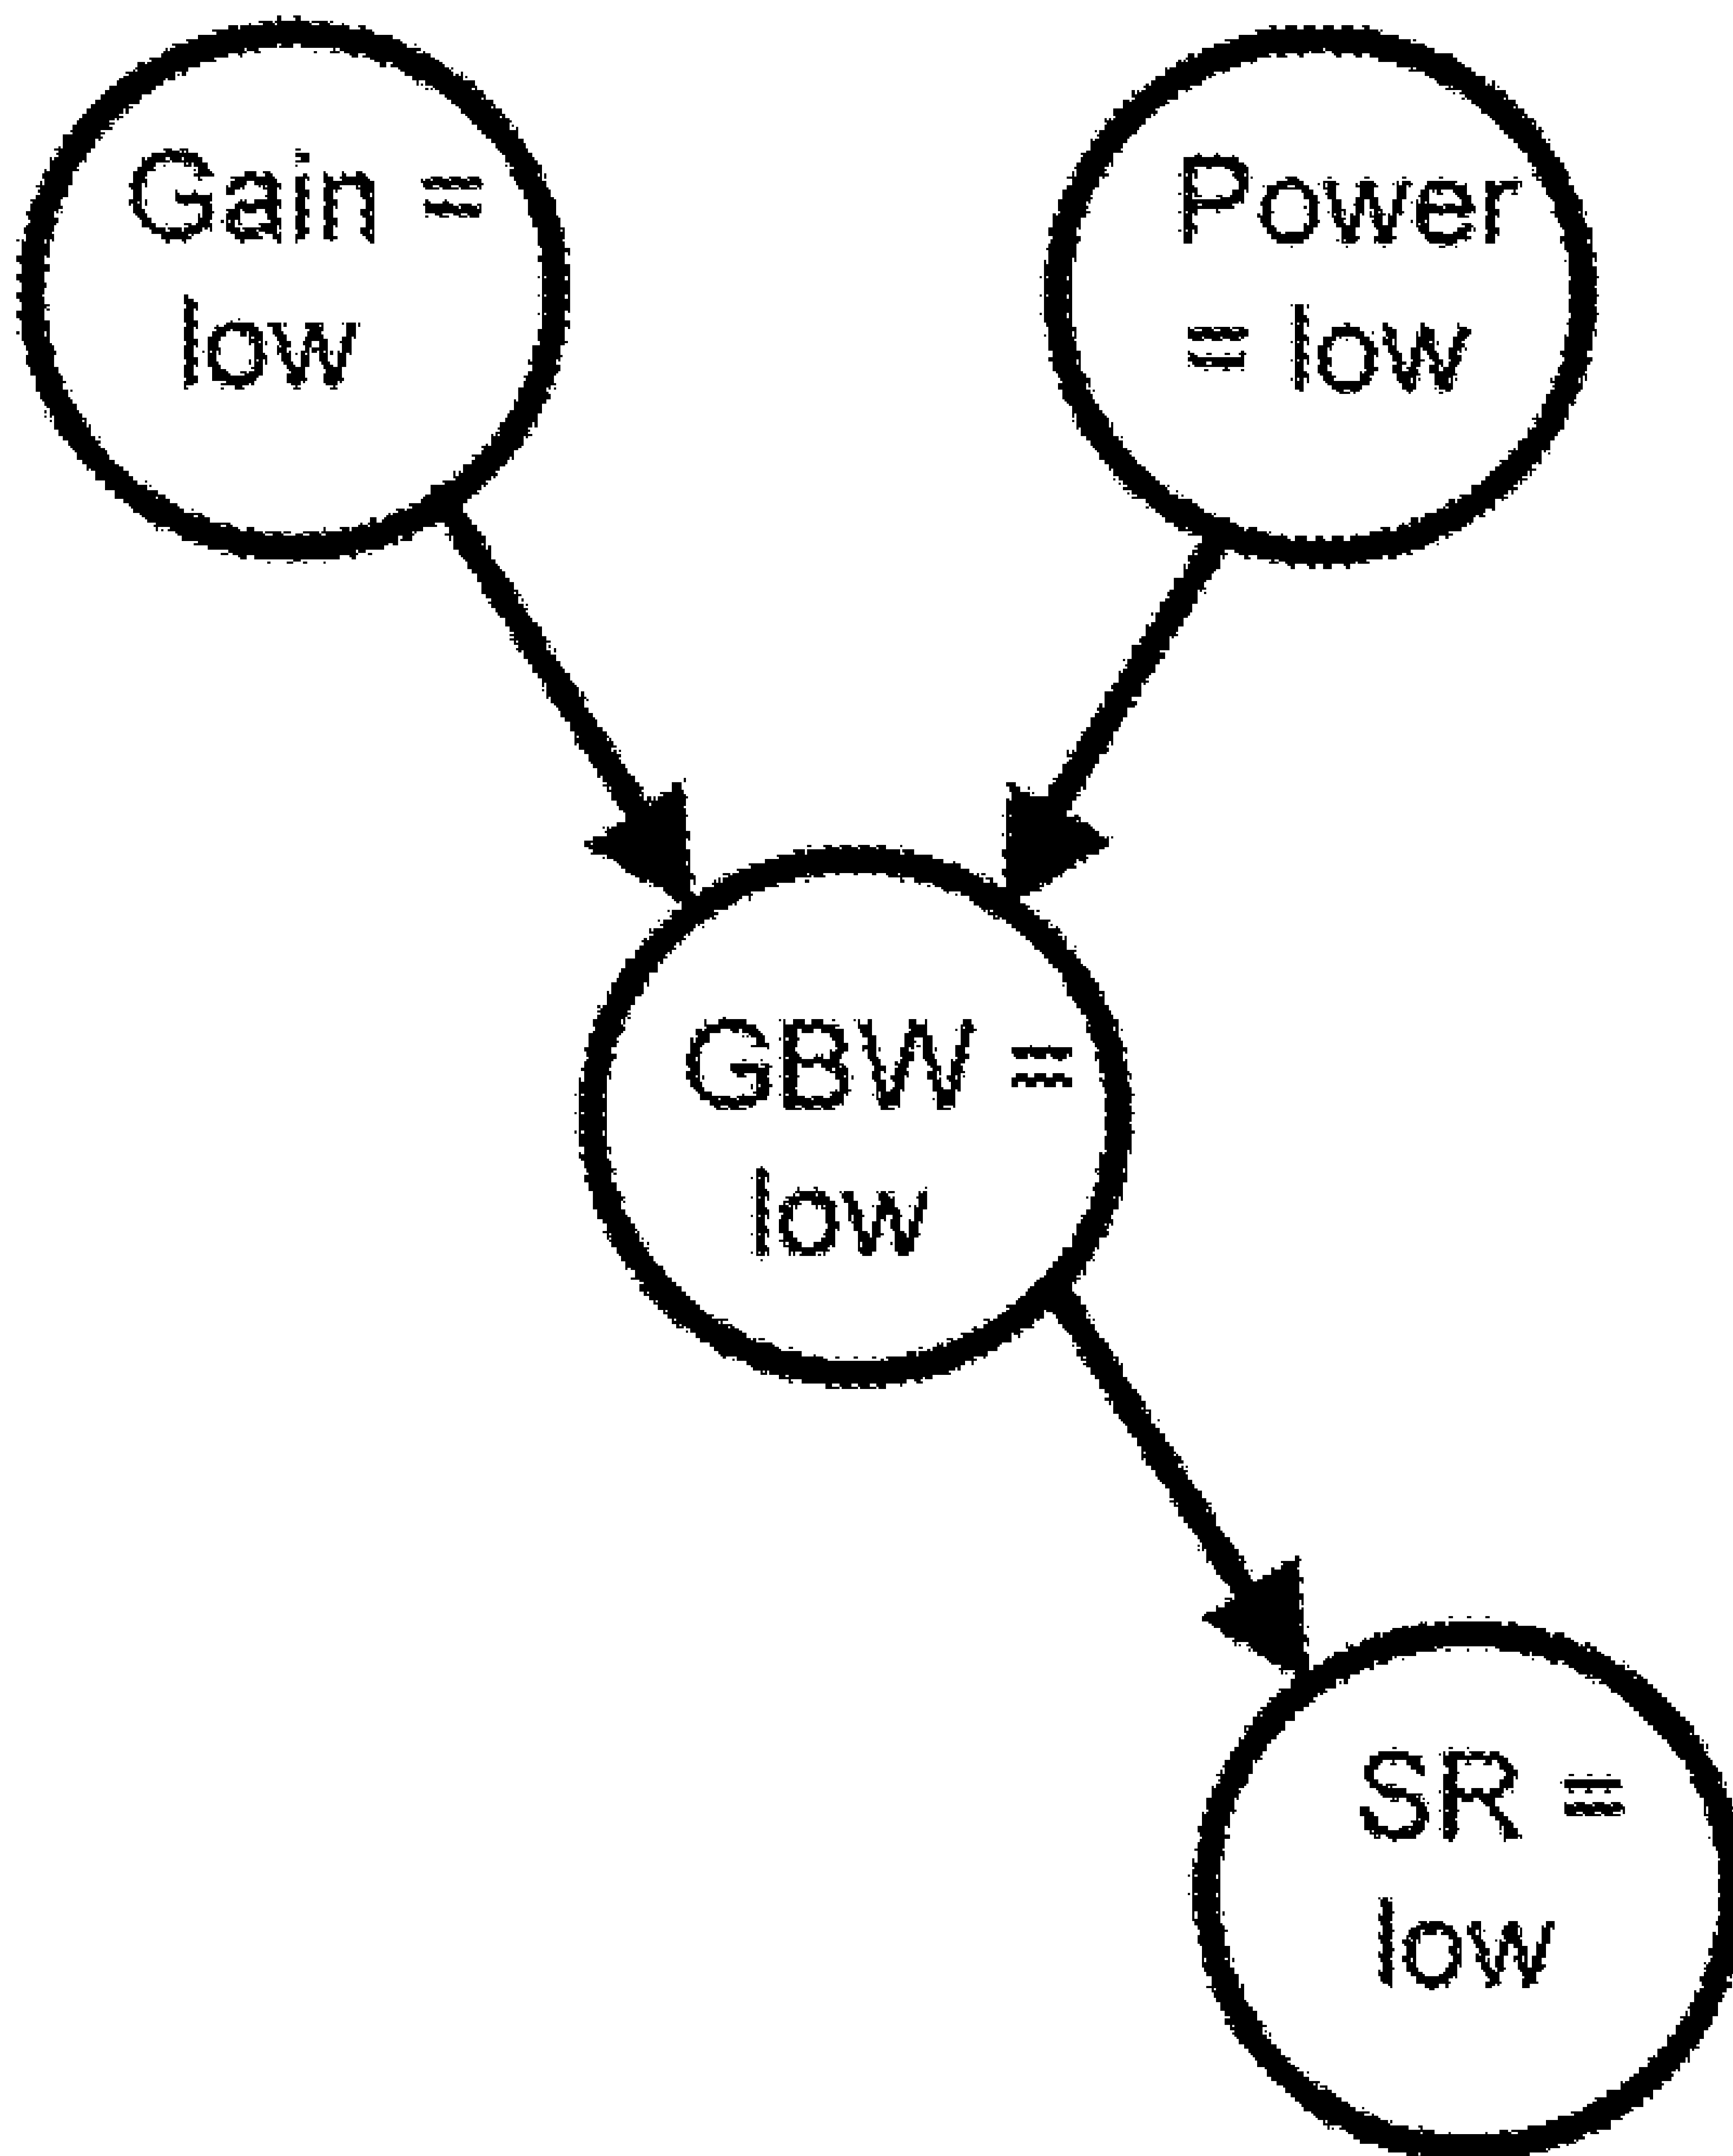 Gain =
low
Power
= low
GBW =
low
SR =
low